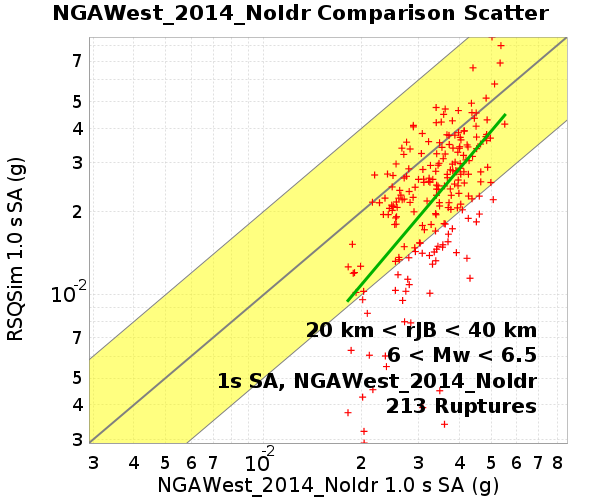 NGAWest_2014_NoIdr Comparison Scatter
RSQSim 1.0 s SA (g)
7
5
4
3
2
10-2
7
5
4
3
20 km < rJB < 40 km
6 < Mw < 6.5
1s SA, NGAWest_2014_NoIdr
213 Ruptures
3 4 5 6 7 10-2 2 3 4 5 6 7 8
NGAWest_2014_NoIdr 1.0 s SA (g)